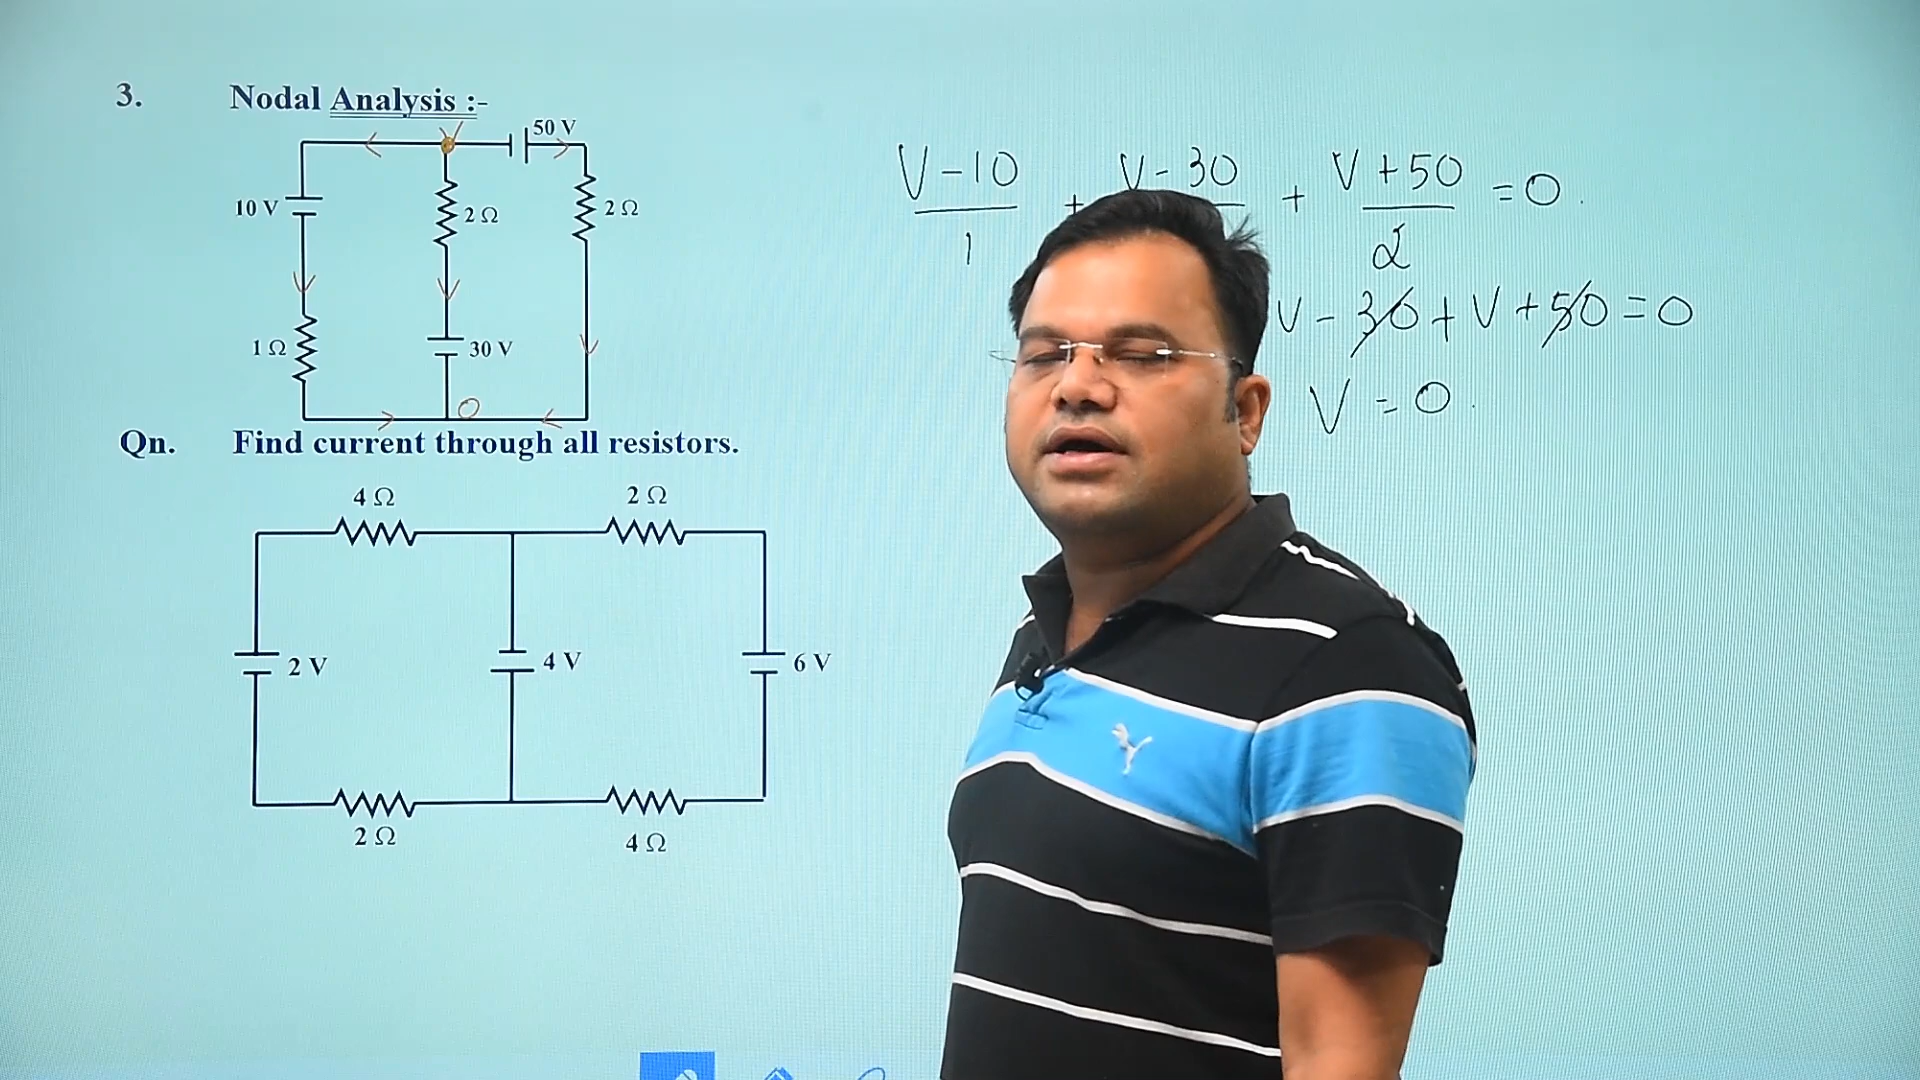 3. Nodal Analysis :-
50 V
10 V
2 Ω
2 Ω
1 Ω
30 V
0
Qn. Find current through all resistors.
4 Ω
2 Ω
2 V
4 V
6 V
2 Ω
4 Ω
V
V-10 + V-30 + V+50 =0
1
2
V-30+V+50=0
V=0